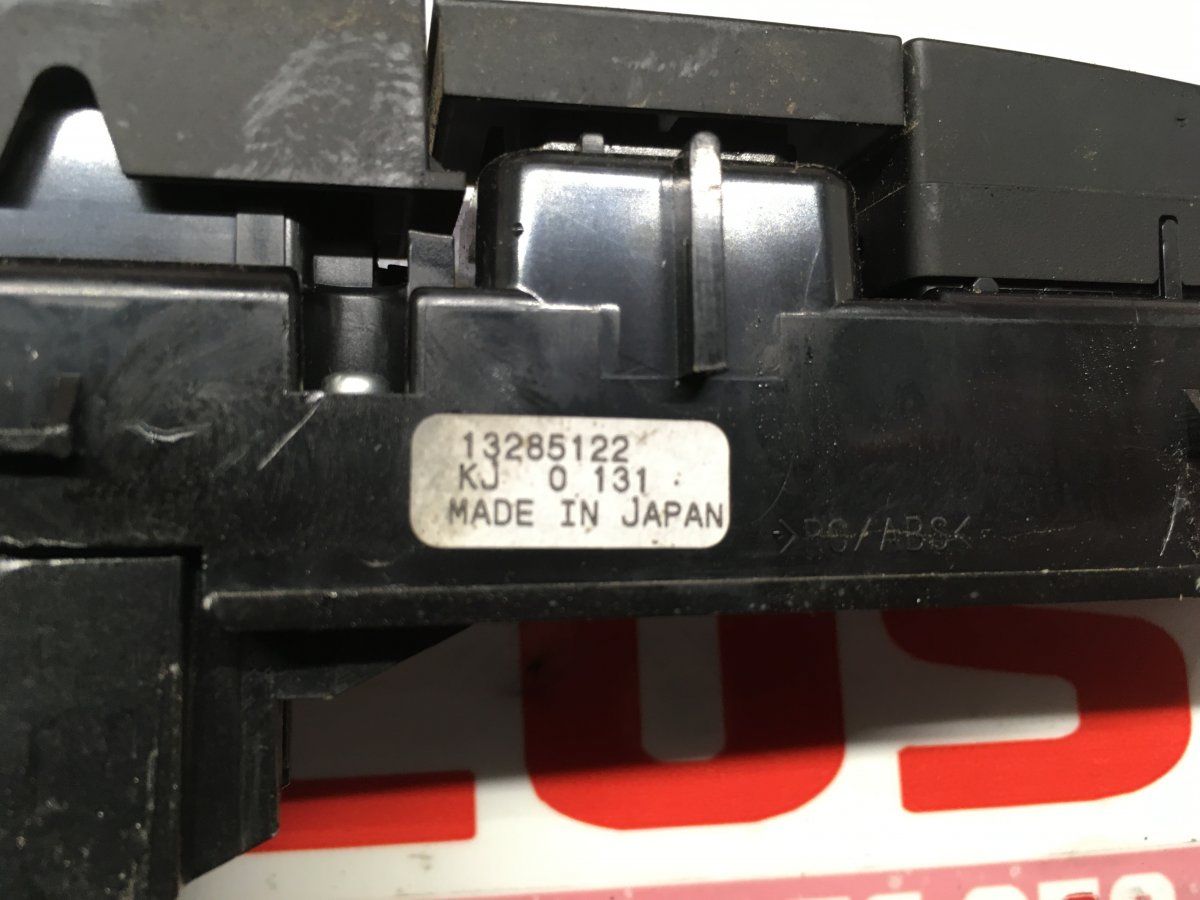 13285122
KJ 0 131
MADE IN JAPAN
>PC/ABS<